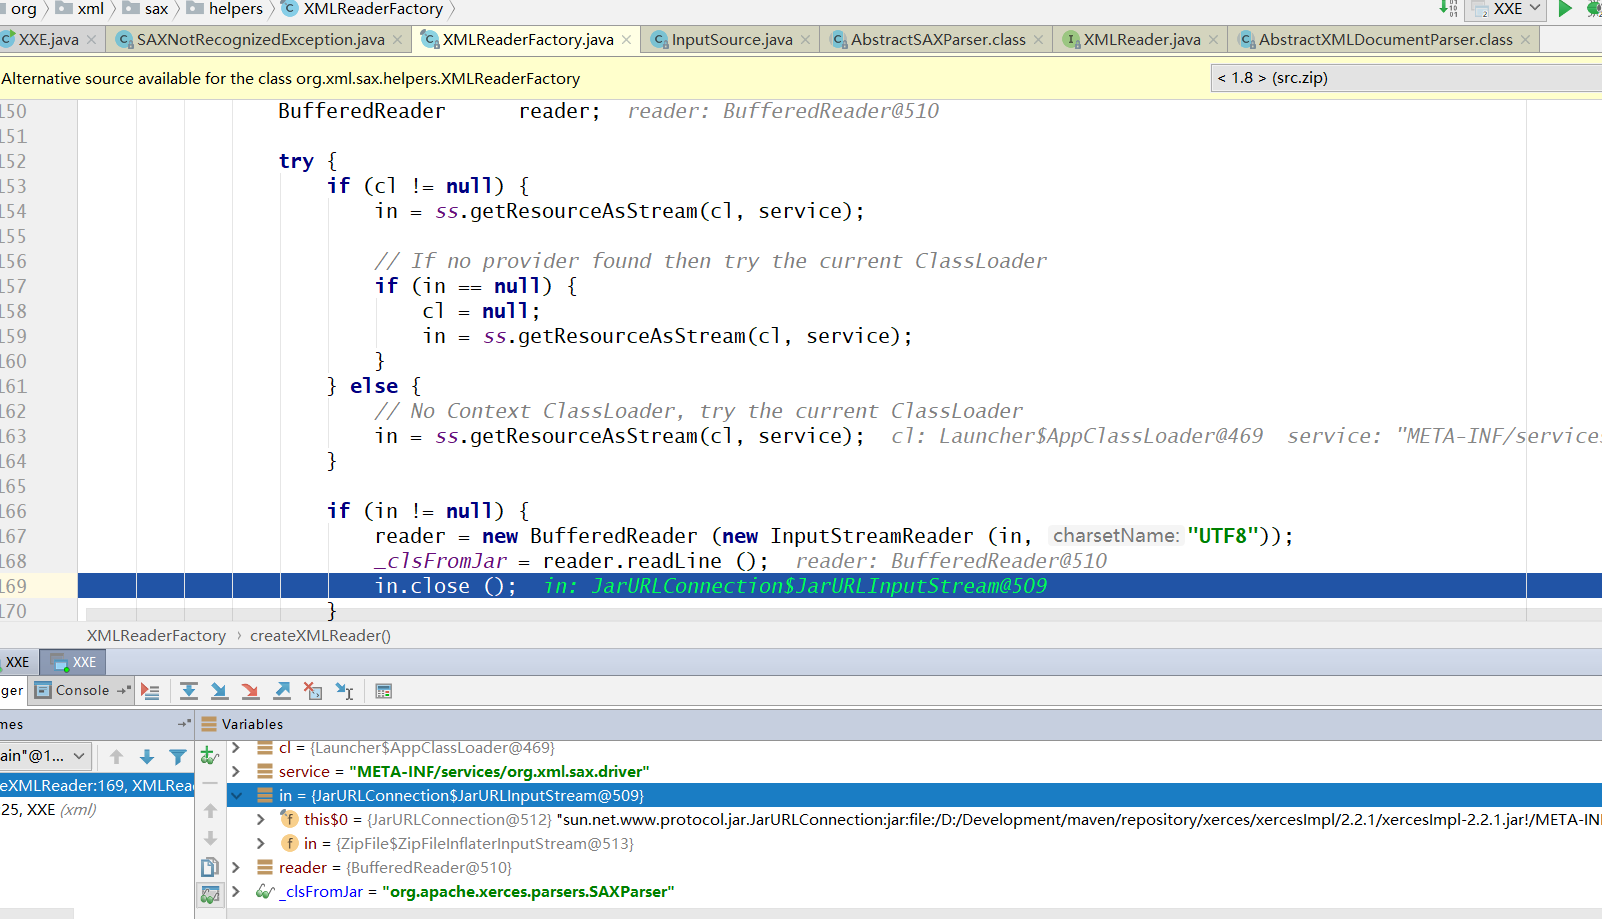 org xml sax helpers XMLReaderFactory XXE
XXE.java SAXNotRecognizedException.java XMLReaderFactory.java InputSource.java AbstractSAXParser.class XMLReader.java AbstractXMLDocumentParser.class
Alternative source available for the class org.xml.sax.helpers.XMLReaderFactory < 1.8 > (src.zip)
150 BufferedReader reader; reader: BufferedReader@510
151
152 try {
153 if (cl != null) {
154 in = ss.getResourceAsStream(cl, service);
155
156 // If no provider found then try the current ClassLoader
157 if (in == null) {
158 cl = null;
159 in = ss.getResourceAsStream(cl, service);
160 }
161 } else {
162 // No Context ClassLoader, try the current ClassLoader
163 in = ss.getResourceAsStream(cl, service); cl: Launcher$AppClassLoader@469 service: "META-INF/services
164 }
165
166 if (in != null) {
167 reader = new BufferedReader (new InputStreamReader (in, charsetName: "UTF8"));
168 _clsFromJar = reader.readLine (); reader: BufferedReader@510
169 in.close (); in: JarURLConnection$JarURLInputStream@509
170 }
XMLReaderFactory › createXMLReader()
XXE XXE
ger Console
mes Variables
cl = {Launcher$AppClassLoader@469}
ain"@1...
service = "META-INF/services/org.xml.sax.driver"
eXMLReader:169, XMLRea in = {JarURLConnection$JarURLInputStream@509}
25, XXE (xml) this$0 = {JarURLConnection@512} "sun.net.www.protocol.jar.JarURLConnection:jar:file:/D:/Development/maven/repository/xerces/xercesImpl/2.2.1/xercesImpl-2.2.1.jar!/META-IN
in = {ZipFile$ZipFileInflaterInputStream@513}
reader = {BufferedReader@510}
_clsFromJar = "org.apache.xerces.parsers.SAXParser"